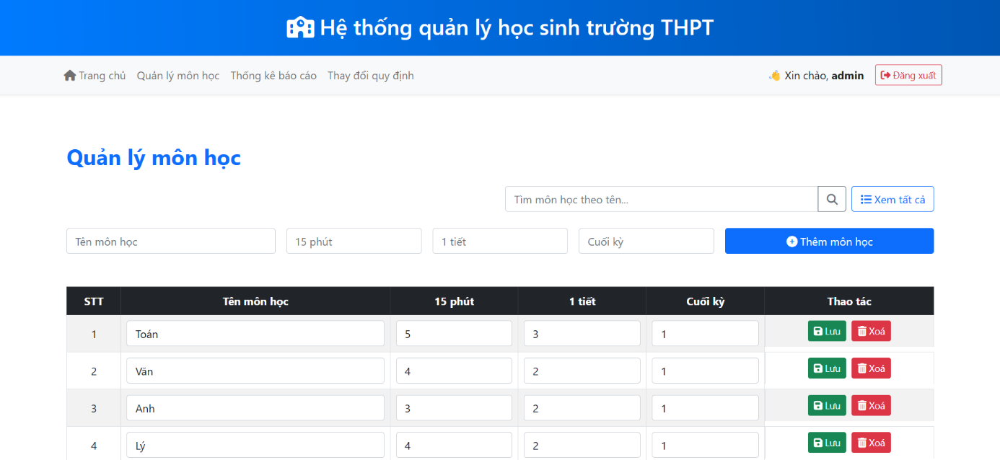 Hệ thống quản lý học sinh trường THPT
Trang chủ Quản lý môn học Thống kê báo cáo Thay đổi quy định 👋 Xin chào, admin Đăng xuất
Quản lý môn học
Tìm môn học theo tên... Xem tất cả
Tên môn học 15 phút 1 tiết Cuối kỳ Thêm môn học
STT Tên môn học 15 phút 1 tiết Cuối kỳ Thao tác
1 Toán 5 3 1 Lưu Xoá
2 Văn 4 2 1 Lưu Xoá
3 Anh 3 2 1 Lưu Xoá
4 Lý 4 2 1 Lưu Xoá